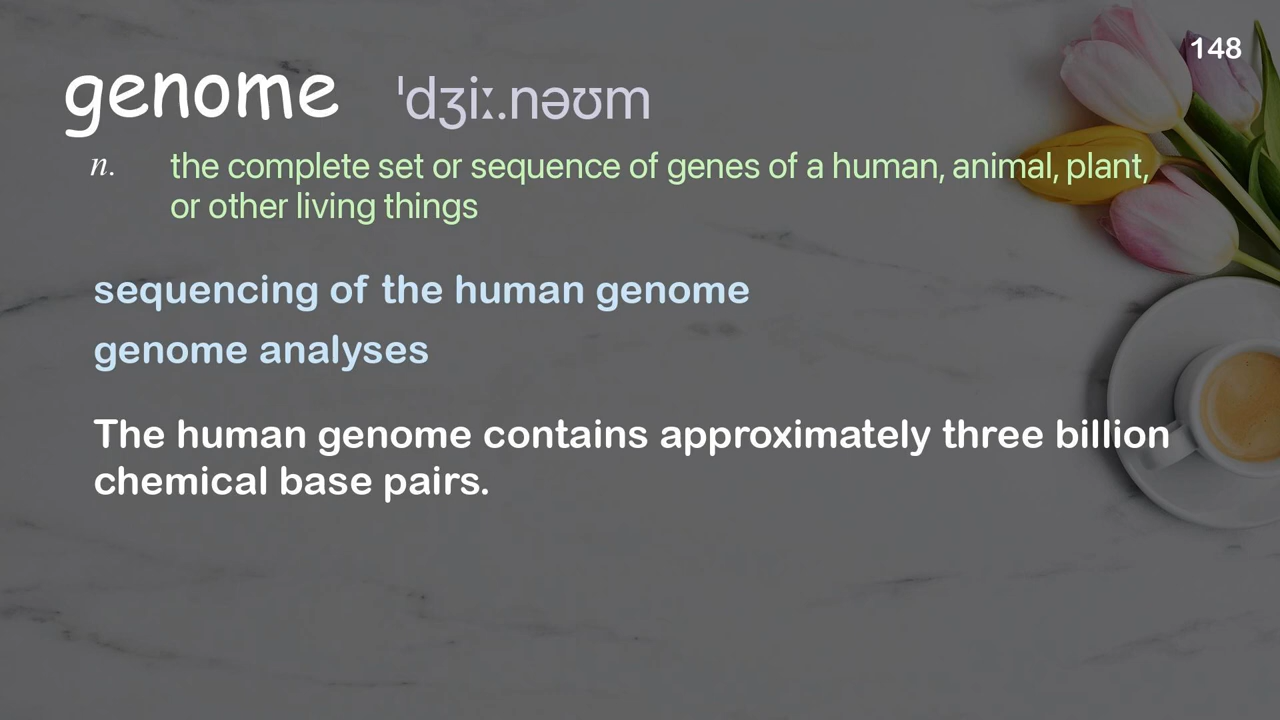 148
genome ˈdʒiː.nəʊm
n. the complete set or sequence of genes of a human, animal, plant,
or other living things
sequencing of the human genome
genome analyses
The human genome contains approximately three billion
chemical base pairs.